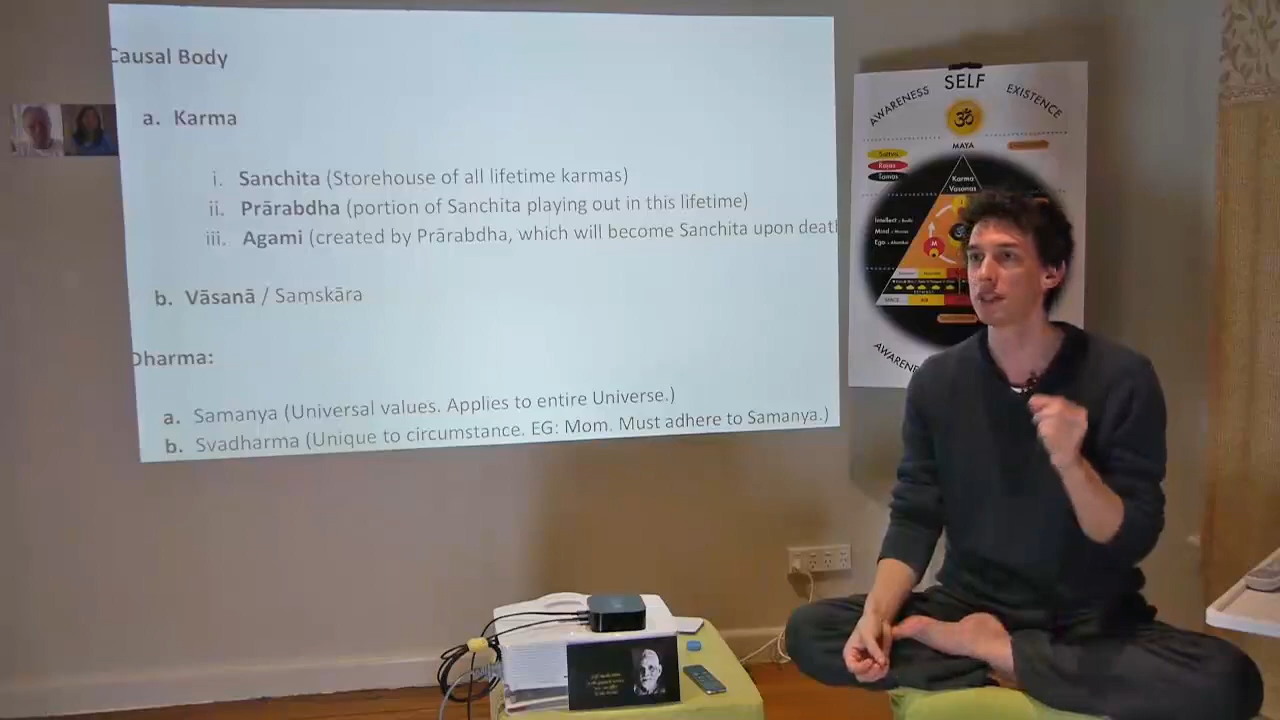 Causal Body
a. Karma
i. Sanchita (Storehouse of all lifetime karmas)
ii. Prārabdha (portion of Sanchita playing out in this lifetime)
iii. Agami (created by Prārabdha, which will become Sanchita upon deat
b. Vāsanā / Saṃskāra
Dharma:
a. Samanya (Universal values. Applies to entire Universe.)
b. Svadharma (Unique to circumstance. EG: Mom. Must adhere to Samanya.)
SELF
AWARENESS
EXISTENCE
ॐ
MAYA
Sattva
Rajas
Tamas
Karma
Vasanas
Intellect
Mind
Ego
M
SPACE
AIR
AWARENE